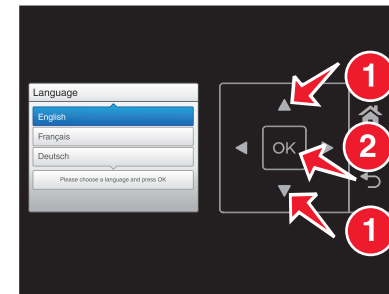 Language
English
Français
Deutsch
Please choose a language and press OK
OK
1
2
1